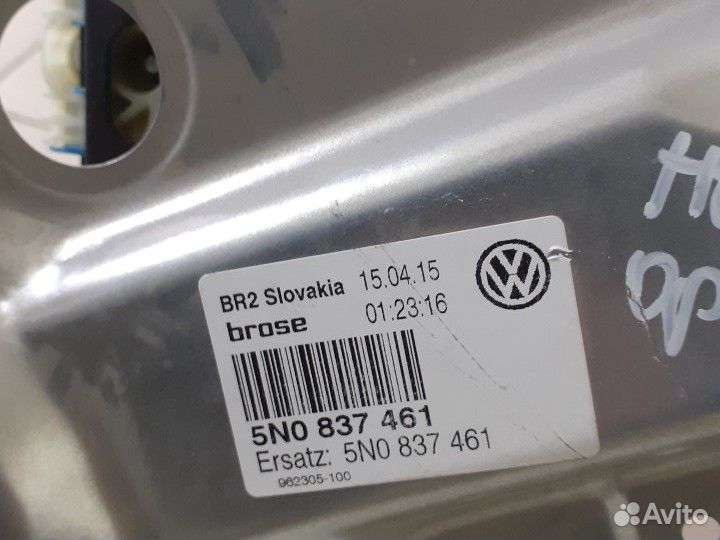 BR2 Slovakia 15.04.15
brose 01:23:16
5N0 837 461
Ersatz: 5N0 837 461
962305-100
Avito